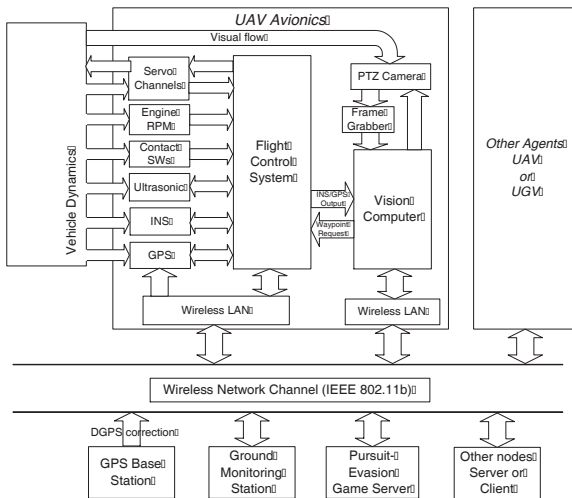 UAV Avionics
Visual flow
Vehicle Dynamics
Servo
Channels
Engine
RPM
Contact
SWs
Ultrasonic
INS
GPS
Flight
Control
System
PTZ Camera
Frame
Grabber
INS/GPS
Output
Waypoint
Request
Vision
Computer
Wireless LAN
Wireless LAN
Other Agents
UAV
or
UGV
Wireless Network Channel (IEEE 802.11b)
DGPS correction
GPS Base
Station
Ground
Monitoring
Station
Pursuit-
Evasion
Game Server
Other nodes
Server or
Client